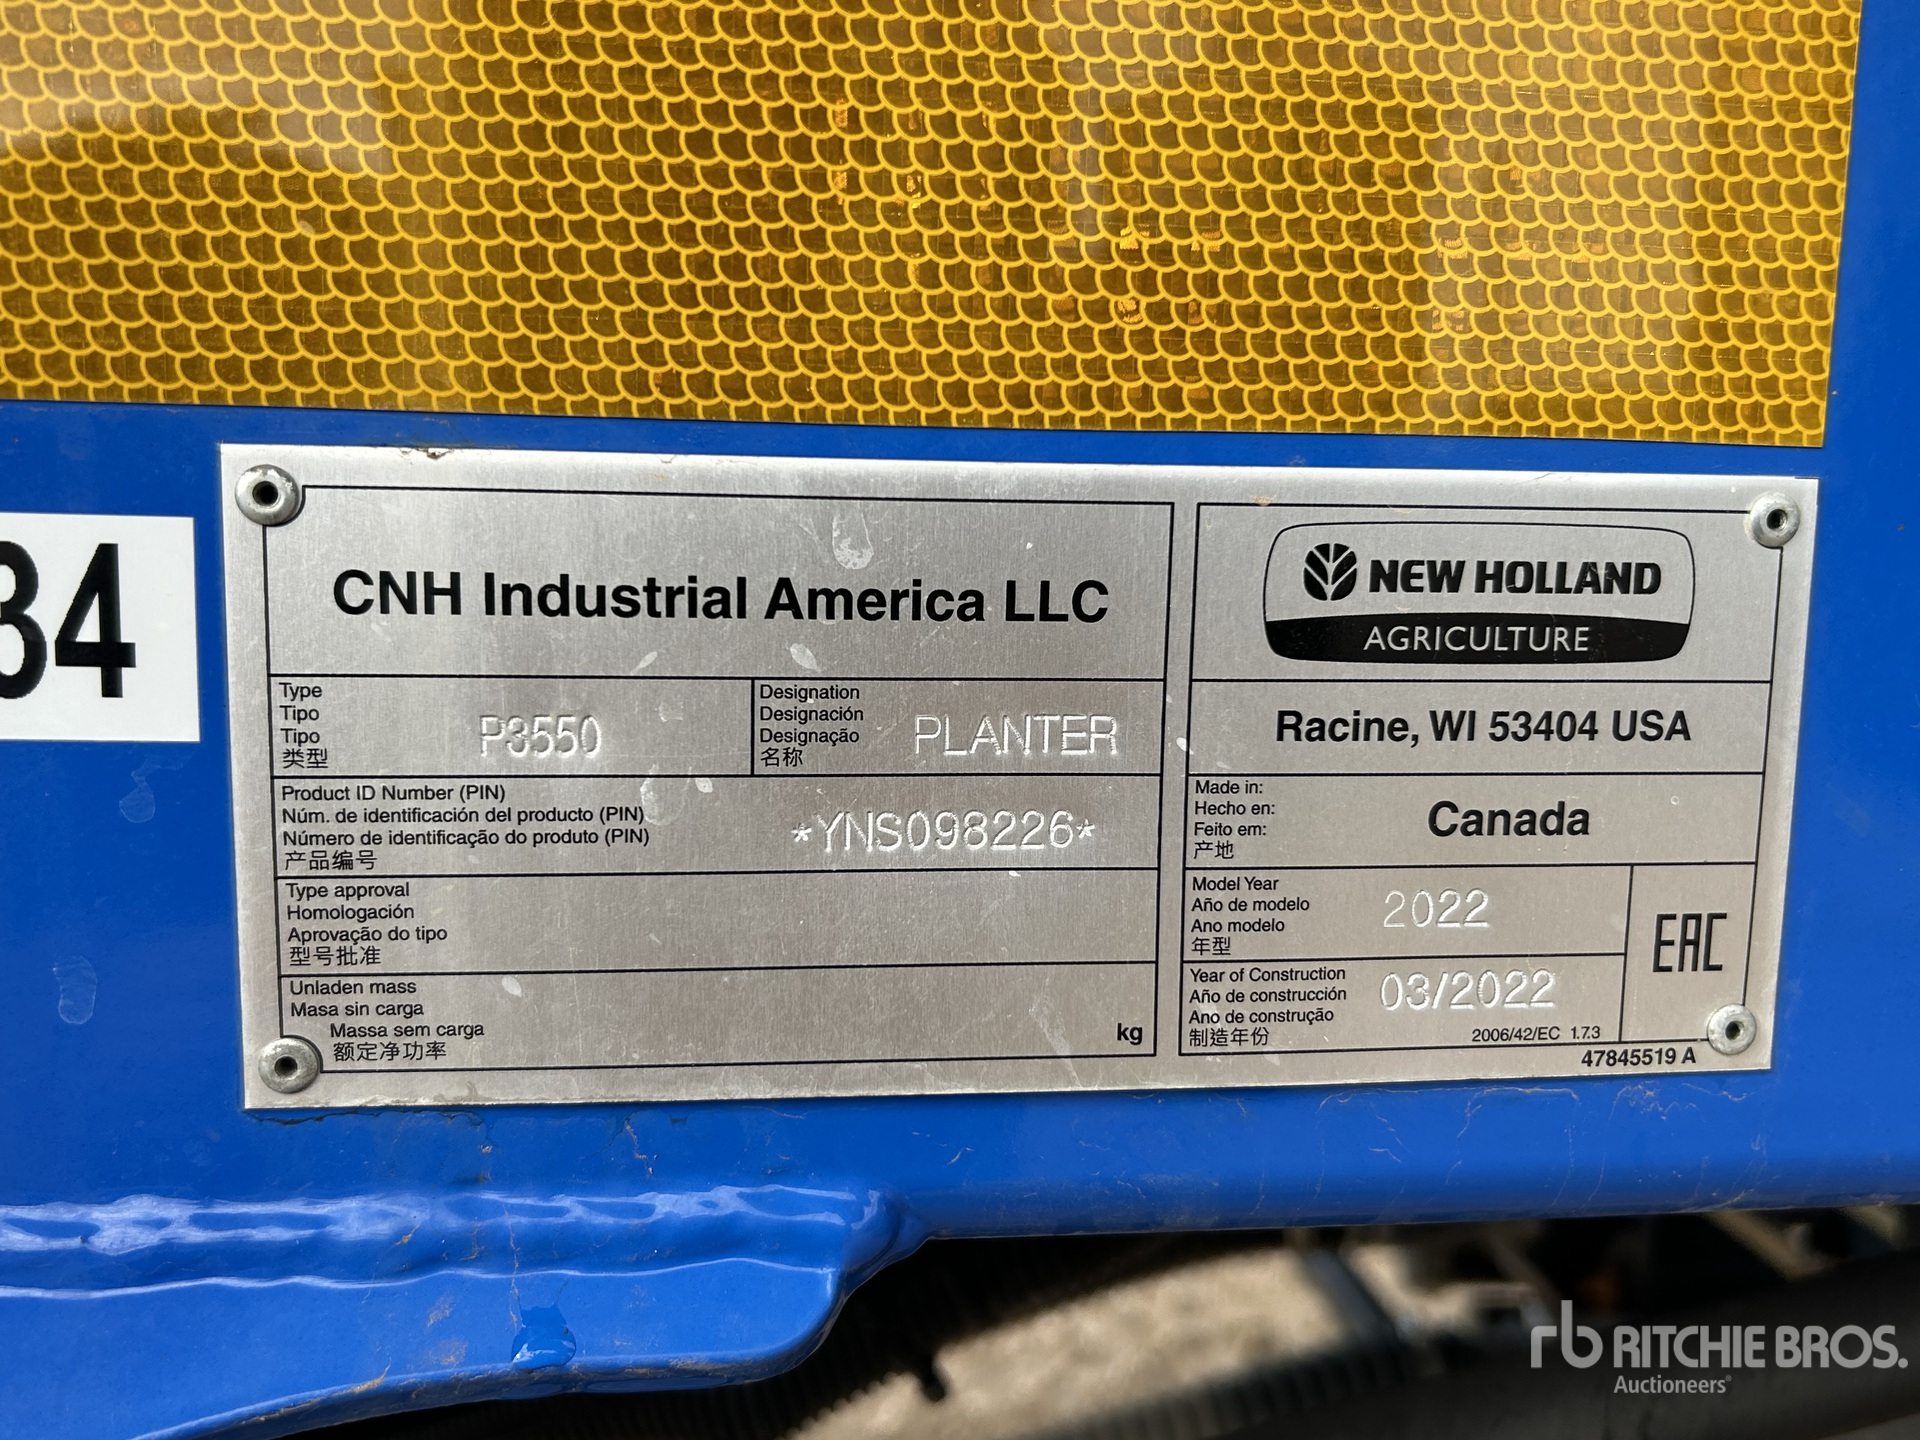 34
CNH Industrial America LLC
Type
Tipo
Tipo
类型
P3550
Designation
Designación
Designação
名称
PLANTER
Product ID Number (PIN)
Núm. de identificación del producto (PIN)
Número de identificação do produto (PIN)
产品编号
*YNS098226*
Type approval
Homologación
Aprovação do tipo
型号批准
Unladen mass
Masa sin carga
Massa sem carga
额定净功率
kg
NEW HOLLAND
AGRICULTURE
Racine, WI 53404 USA
Made in:
Hecho en:
Feito em:
产地
Canada
Model Year
Año de modelo
Ano modelo
年型
2022
Year of Construction
Año de construcción
Ano de construção
制造年份
03/2022
2006/42/EC 1.7.3
EAC
47845519 A
rb RITCHIE BROS.
Auctioneers